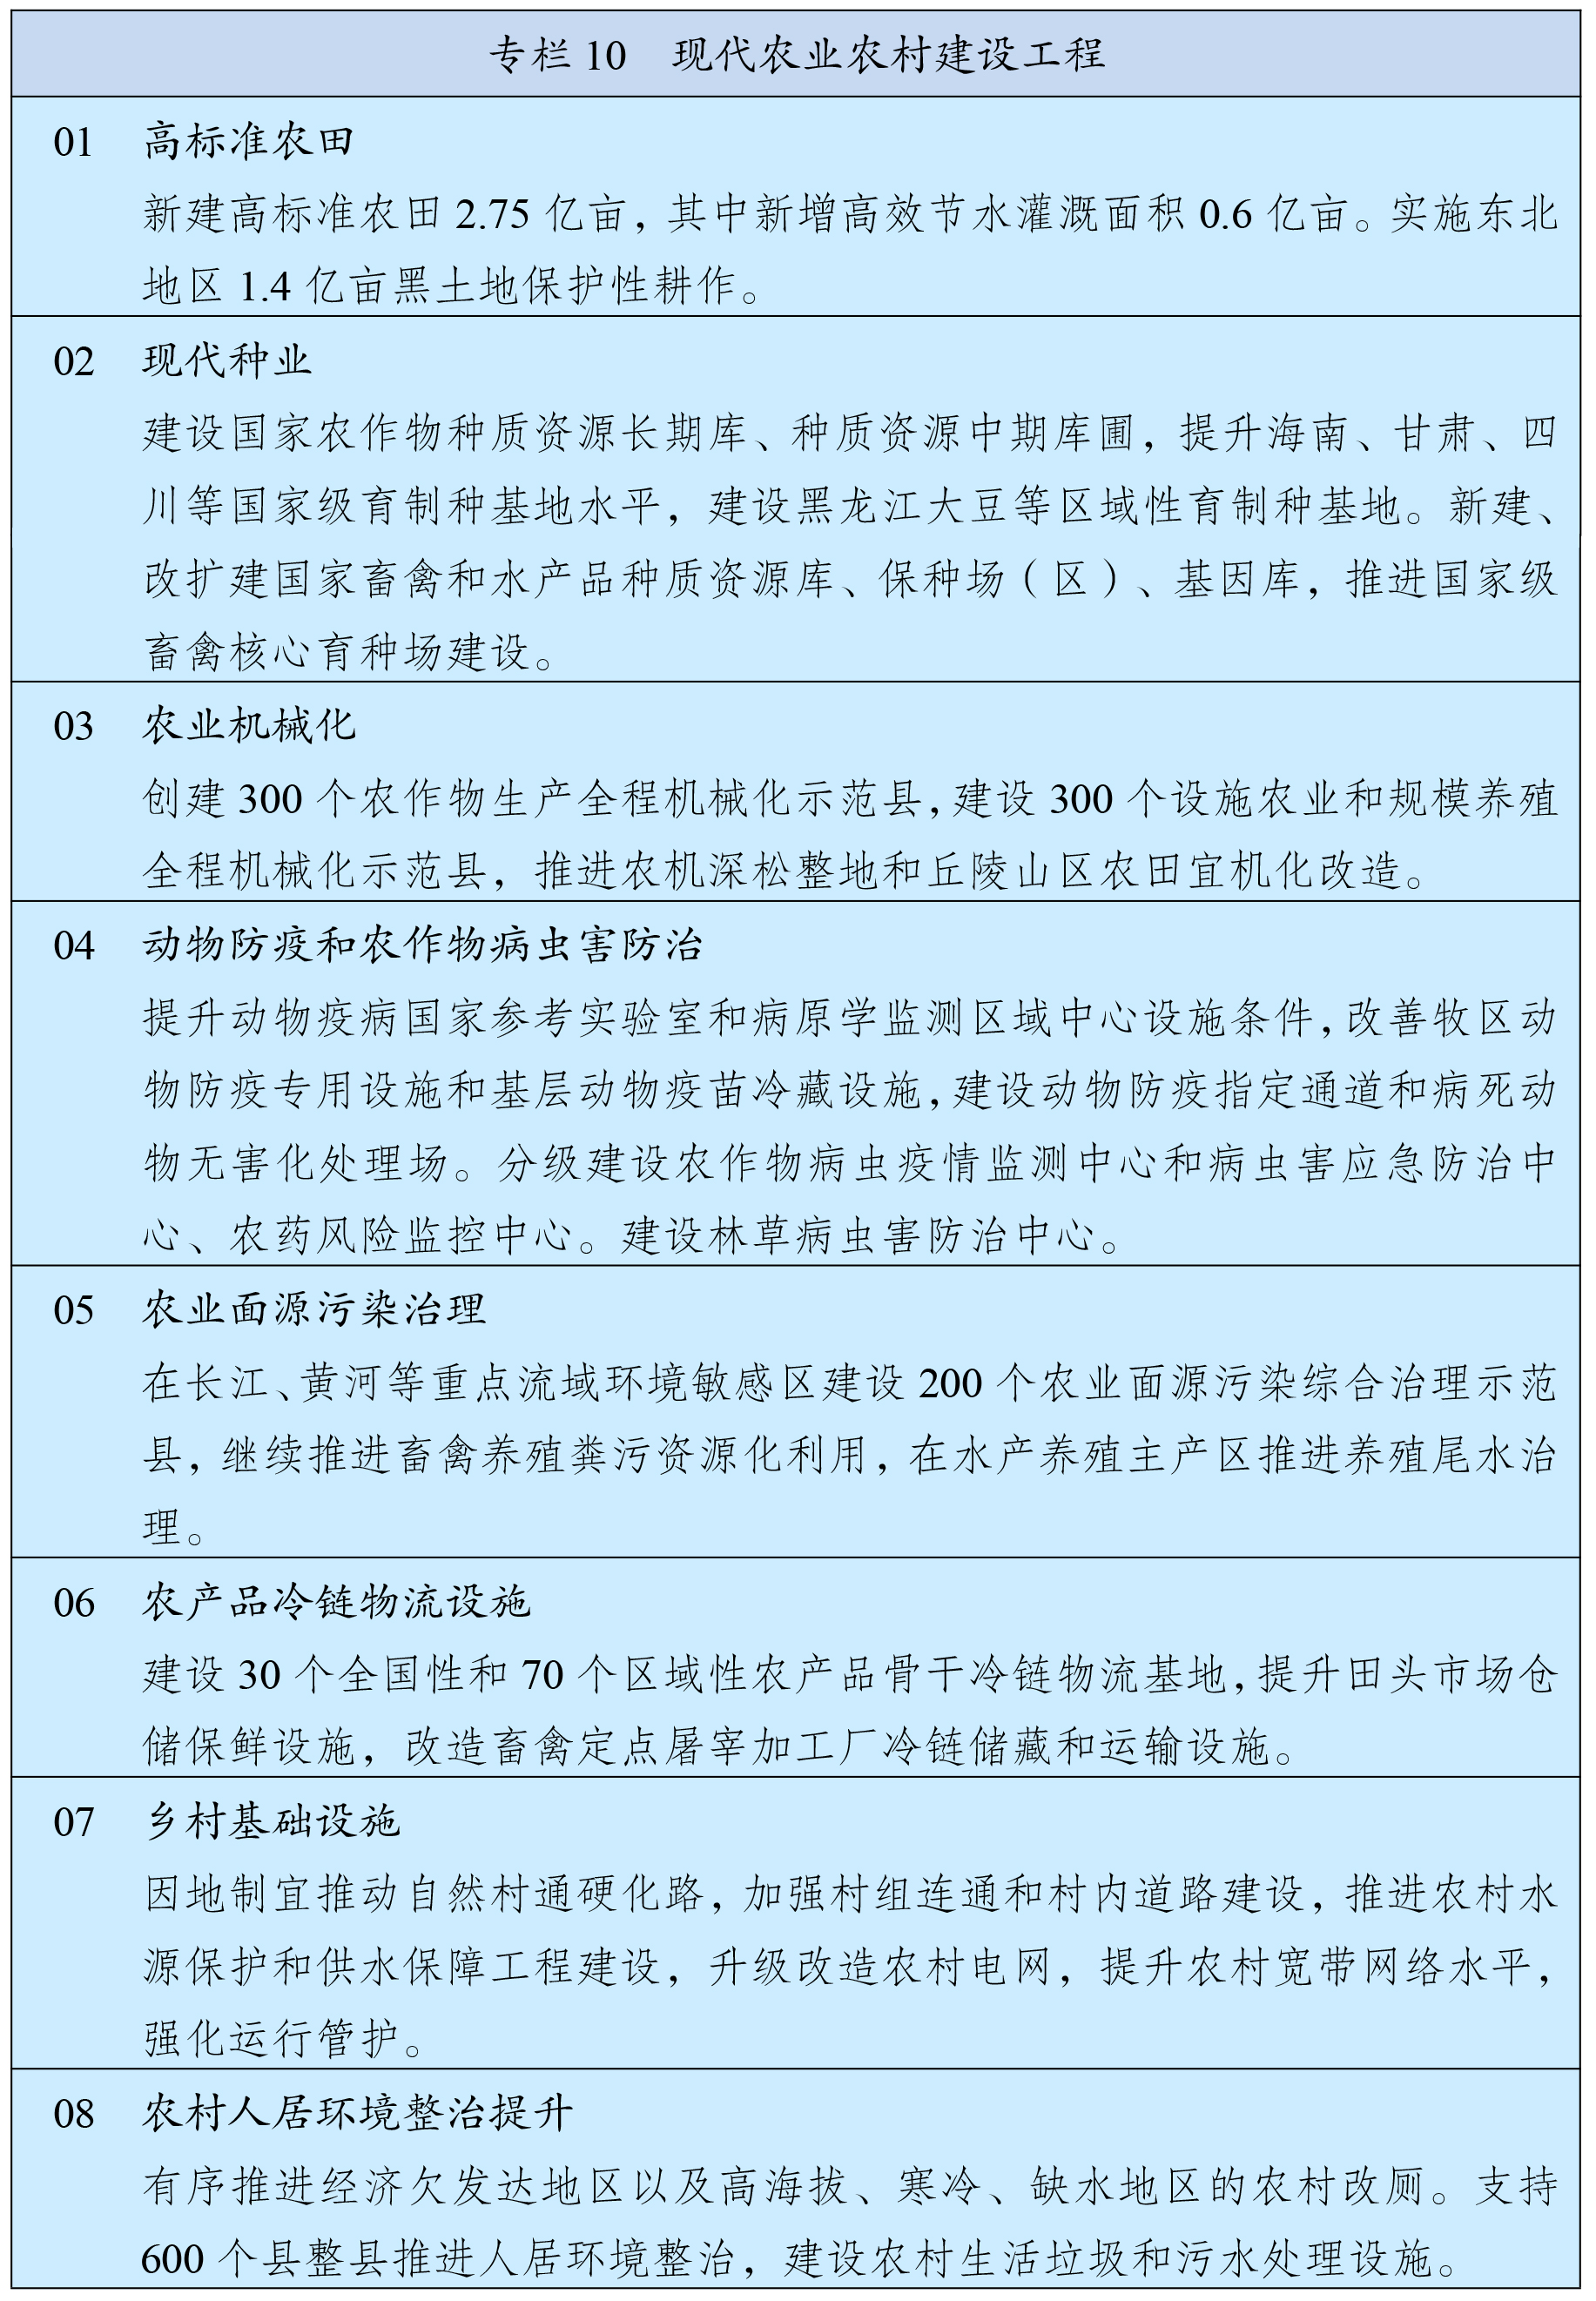 专栏 10　现代农业农村建设工程
01 高标准农田
新建高标准农田 2.75 亿亩，其中新增高效节水灌溉面积 0.6 亿亩。实施东北
地区 1.4 亿亩黑土地保护性耕作。
02 现代种业
建设国家农作物种质资源长期库、种质资源中期库圃，提升海南、甘肃、四
川等国家级育制种基地水平，建设黑龙江大豆等区域性育制种基地。新建、
改扩建国家畜禽和水产品种质资源库、保种场（区）、基因库，推进国家级
畜禽核心育种场建设。
03 农业机械化
创建 300 个农作物生产全程机械化示范县，建设 300 个设施农业和规模养殖
全程机械化示范县，推进农机深松整地和丘陵山区农田宜机化改造。
04 动物防疫和农作物病虫害防治
提升动物疫病国家参考实验室和病原学监测区域中心设施条件，改善牧区动
物防疫专用设施和基层动物疫苗冷藏设施，建设动物防疫指定通道和病死动
物无害化处理场。分级建设农作物病虫疫情监测中心和病虫害应急防治中
心、农药风险监控中心。建设林草病虫害防治中心。
05 农业面源污染治理
在长江、黄河等重点流域环境敏感区建设 200 个农业面源污染综合治理示范
县，继续推进畜禽养殖粪污资源化利用，在水产养殖主产区推进养殖尾水治
理。
06 农产品冷链物流设施
建设 30 个全国性和 70 个区域性农产品骨干冷链物流基地，提升田头市场仓
储保鲜设施，改造畜禽定点屠宰加工厂冷链储藏和运输设施。
07 乡村基础设施
因地制宜推动自然村通硬化路，加强村组连通和村内道路建设，推进农村水
源保护和供水保障工程建设，升级改造农村电网，提升农村宽带网络水平，
强化运行管护。
08 农村人居环境整治提升
有序推进经济欠发达地区以及高海拔、寒冷、缺水地区的农村改厕。支持
600 个县整县推进人居环境整治，建设农村生活垃圾和污水处理设施。